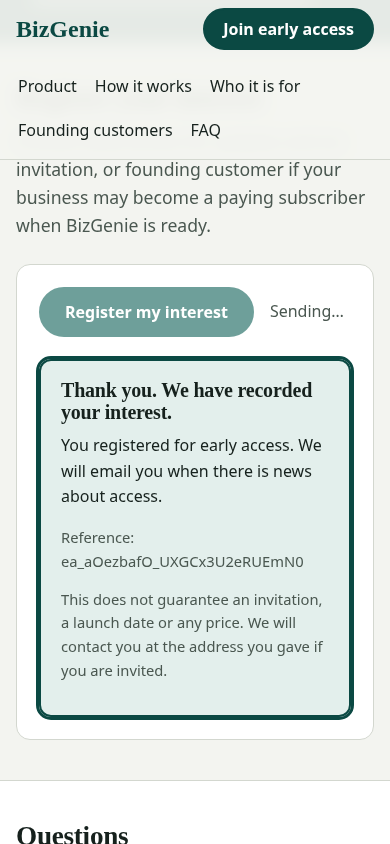 BizGenie
Join early access
Product
How it works
Who it is for
Founding customers
FAQ
invitation, or founding customer if your
business may become a paying subscriber
when BizGenie is ready.
Register my interest
Sending...
Thank you. We have recorded
your interest.
You registered for early access. We
will email you when there is news
about access.
Reference:
ea_aOezbafO_UXGCx3U2eRUEmN0
This does not guarantee an invitation,
a launch date or any price. We will
contact you at the address you gave if
you are invited.
Questions